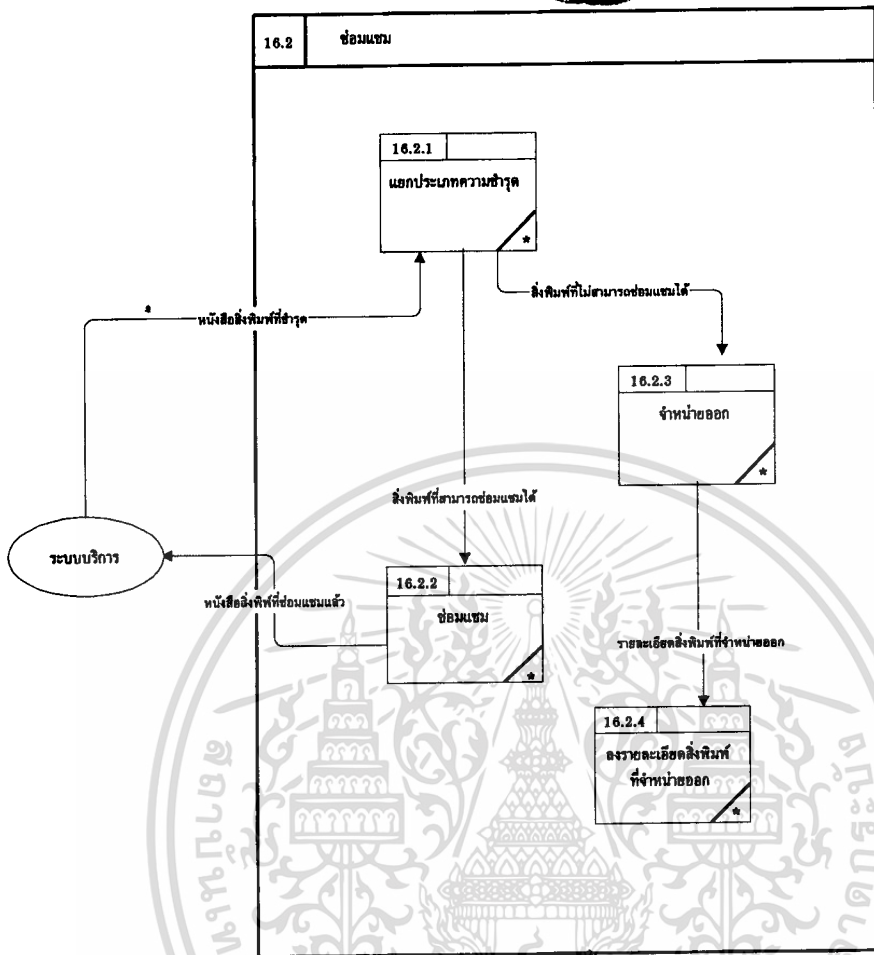 16.2 ซ่อมแซม
16.2.1
แยกประเภทความชำรุด
*
สิ่งพิมพ์ที่ไม่สามารถซ่อมแซมได้
หนังสือสิ่งพิมพ์ที่ชำรุด
16.2.3
จำหน่ายออก
*
สิ่งพิมพ์ที่สามารถซ่อมแซมได้
ระบบบริการ
16.2.2
ซ่อมแซม
*
หนังสือสิ่งพิพ์ที่ซ่อมแซมแล้ว
รายละเอียดสิ่งพิมพ์ที่จำหน่ายออก
16.2.4
ลงรายละเอียดสิ่งพิมพ์
ที่จำหน่ายออก
*